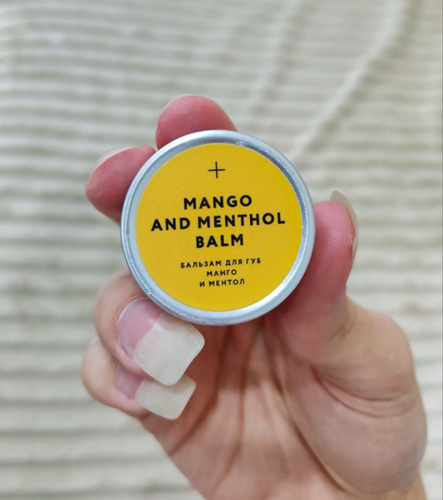 MANGO
AND MENTHOL
BALM
БАЛЬЗАМ ДЛЯ ГУБ
МАНГО
И МЕНТОЛ